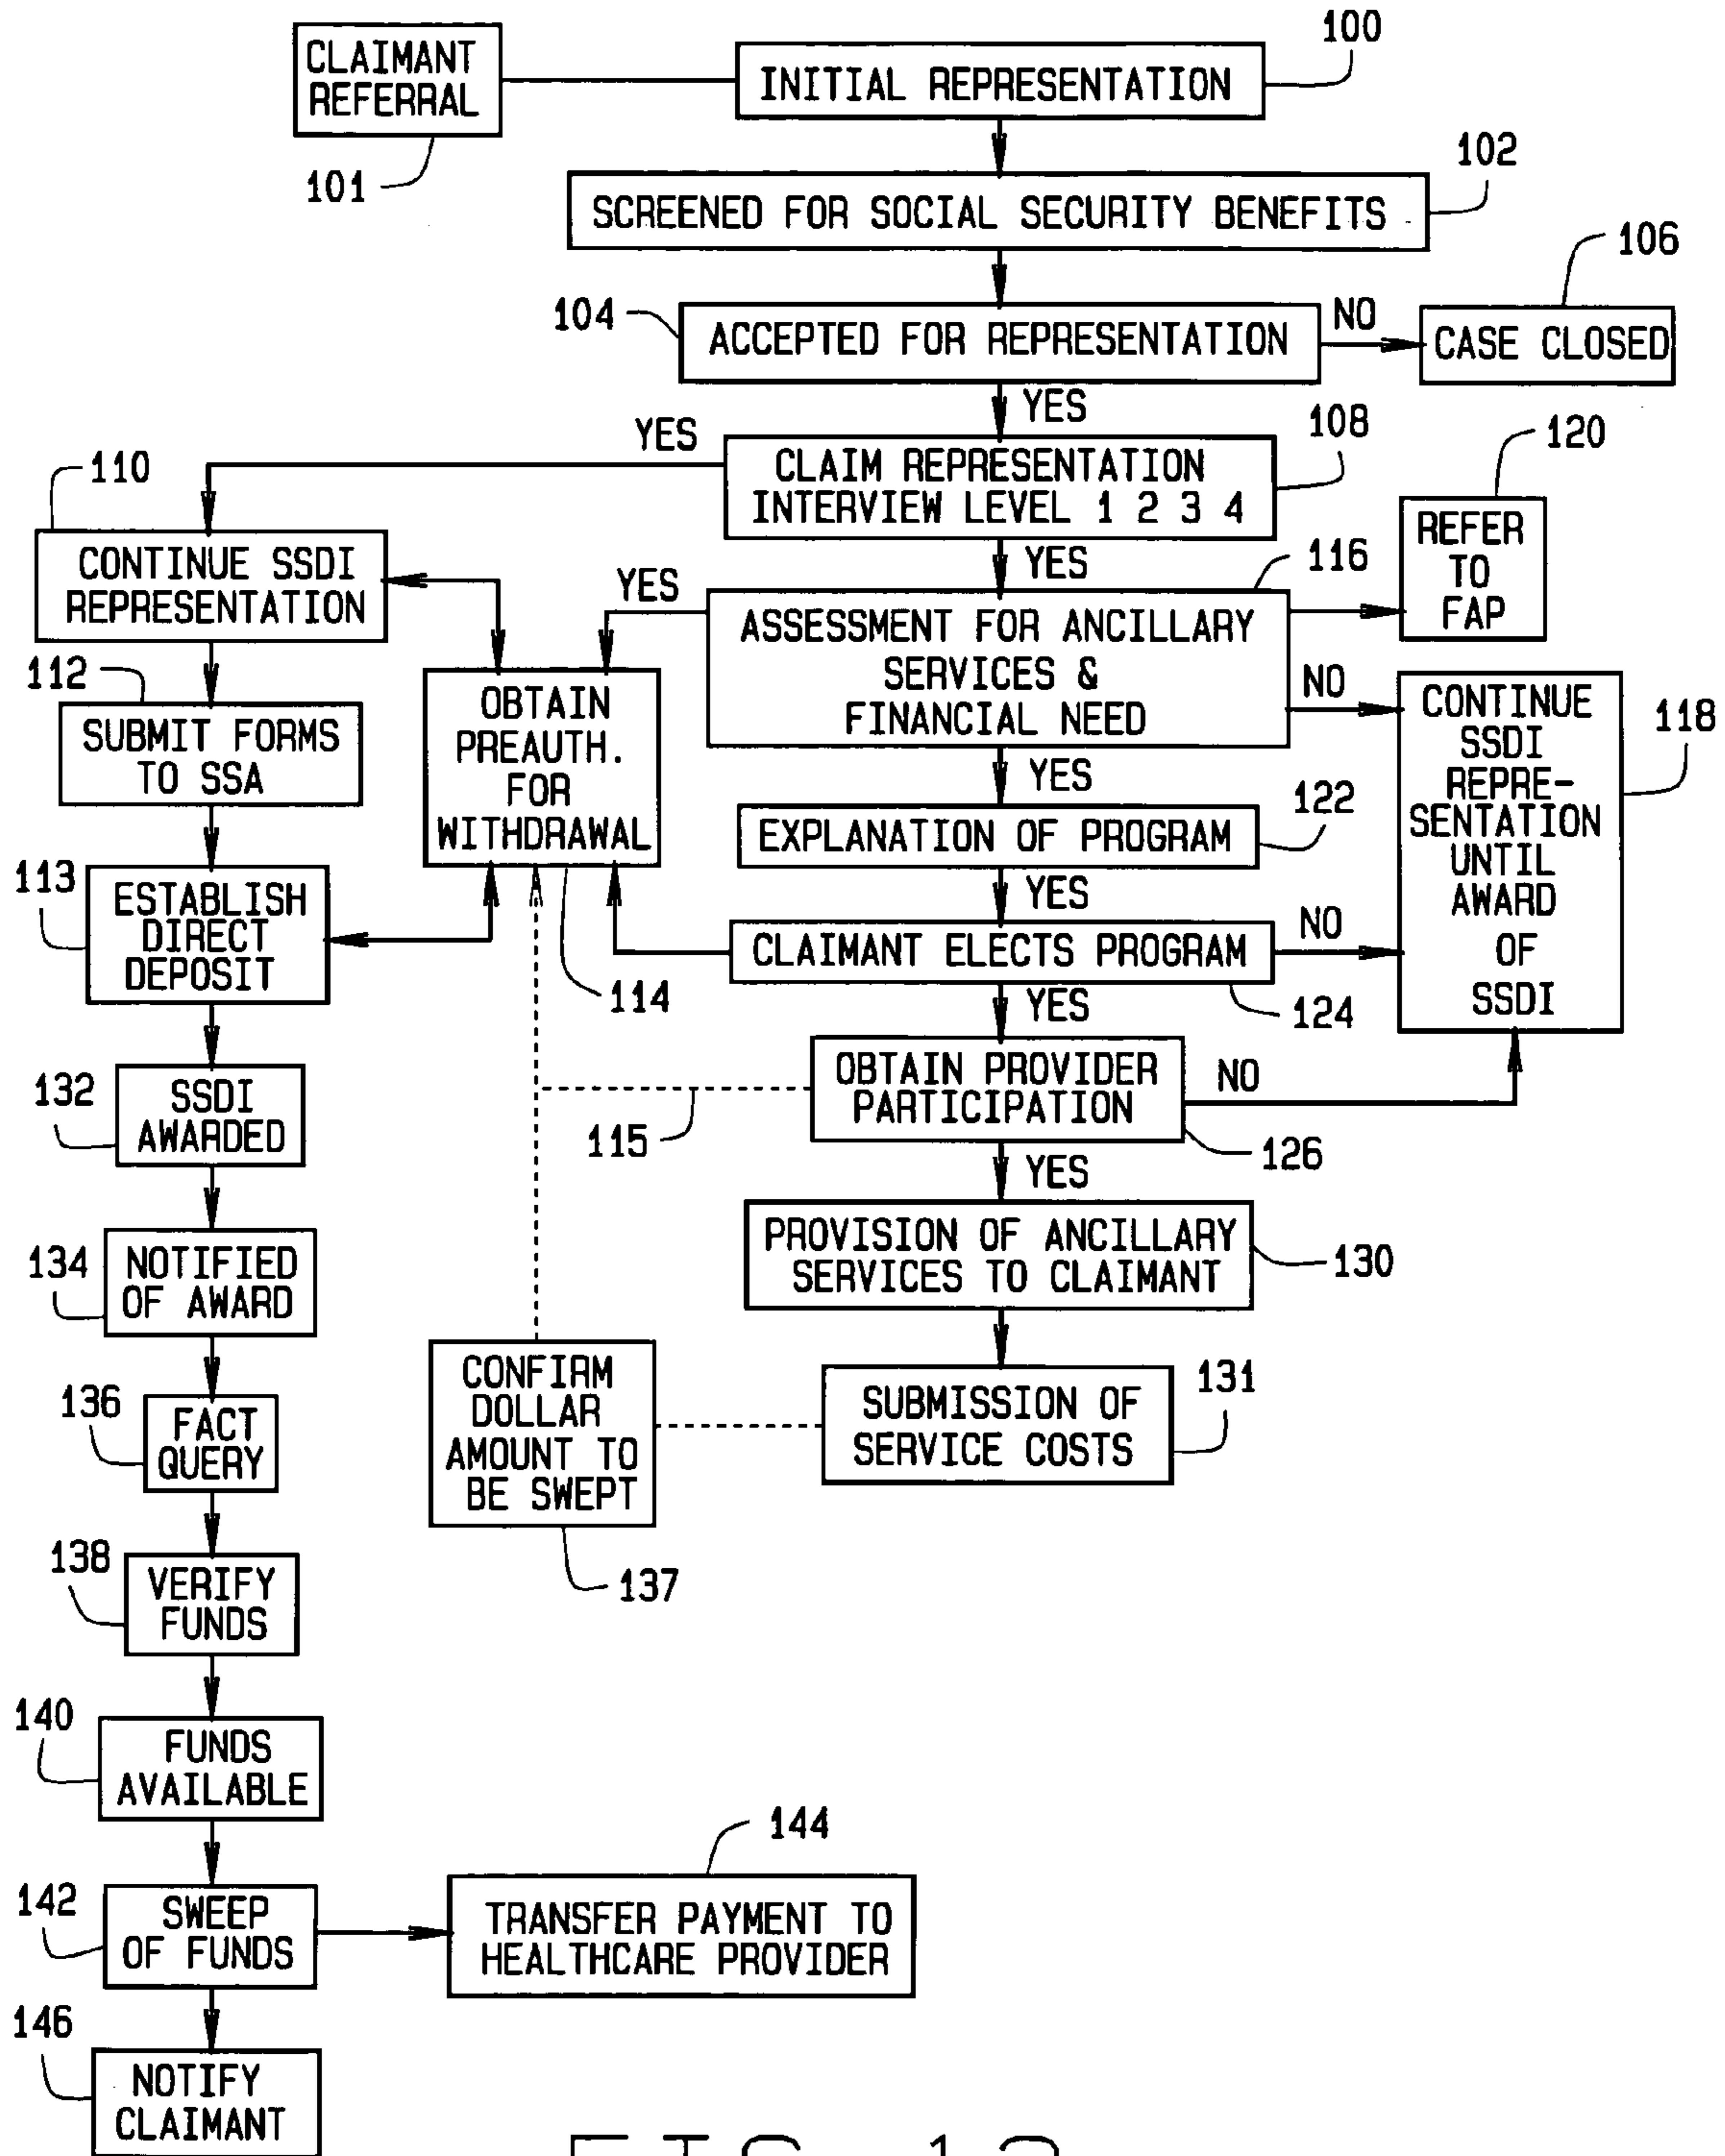 CLAIMANT
REFERRAL
101
INITIAL REPRESENTATION
100
SCREENED FOR SOCIAL SECURITY BENEFITS
102
104
ACCEPTED FOR REPRESENTATION
NO
CASE CLOSED
106
YES
YES
CLAIM REPRESENTATION
INTERVIEW LEVEL 1 2 3 4
108
110
CONTINUE SSDI
REPRESENTATION
YES
YES
ASSESSMENT FOR ANCILLARY
SERVICES &
FINANCIAL NEED
116
120
REFER
TO
FAP
NO
CONTINUE
SSDI
REPRE-
SENTATION
UNTIL
AWARD
OF
SSDI
118
112
SUBMIT FORMS
TO SSA
OBTAIN
PREAUTH.
FOR
WITHDRAWAL
114
YES
EXPLANATION OF PROGRAM
122
YES
113
ESTABLISH
DIRECT
DEPOSIT
CLAIMANT ELECTS PROGRAM
NO
124
YES
OBTAIN PROVIDER
PARTICIPATION
NO
126
115
YES
132
SSDI
AWARDED
PROVISION OF ANCILLARY
SERVICES TO CLAIMANT
130
134
NOTIFIED
OF AWARD
CONFIRM
DOLLAR
AMOUNT TO
BE SWEPT
137
SUBMISSION OF
SERVICE COSTS
131
136
FACT
QUERY
138
VERIFY
FUNDS
140
FUNDS
AVAILABLE
142
SWEEP
OF FUNDS
144
TRANSFER PAYMENT TO
HEALTHCARE PROVIDER
146
NOTIFY
CLAIMANT